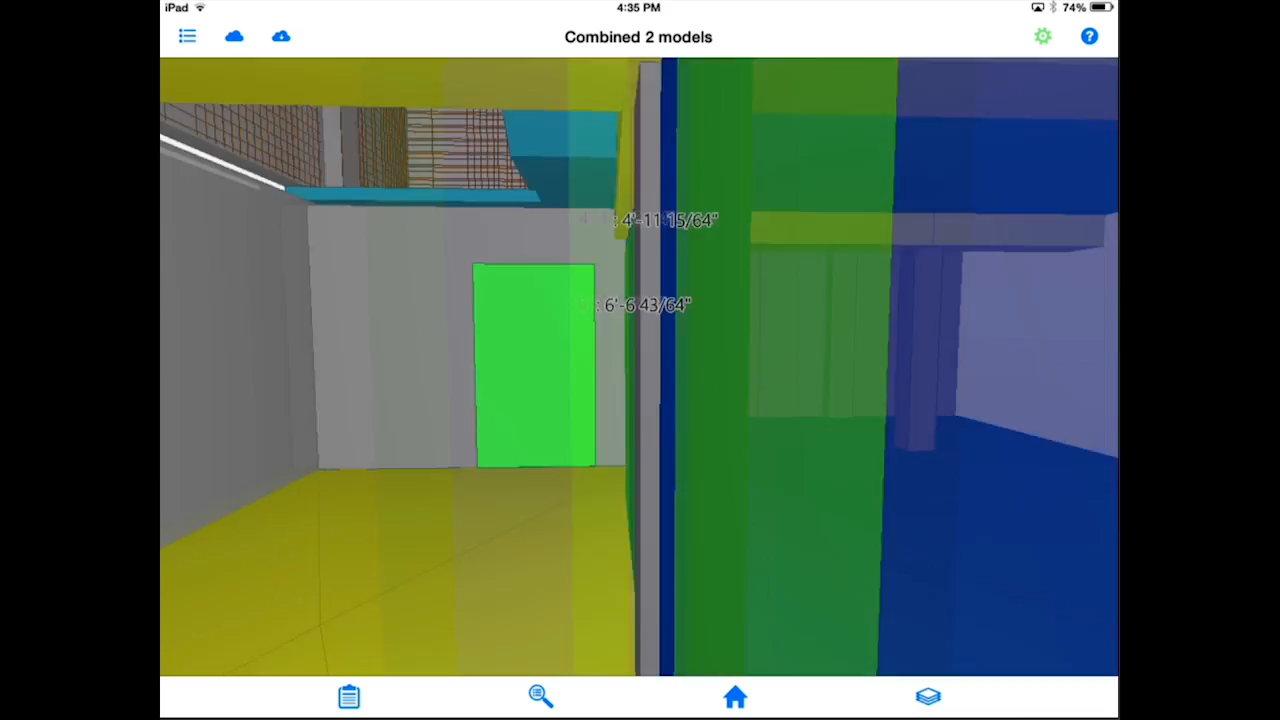 iPad
4:35 PM
74%
Combined 2 models
?
: 4'-11 15/64"
: 6'-6 43/64"